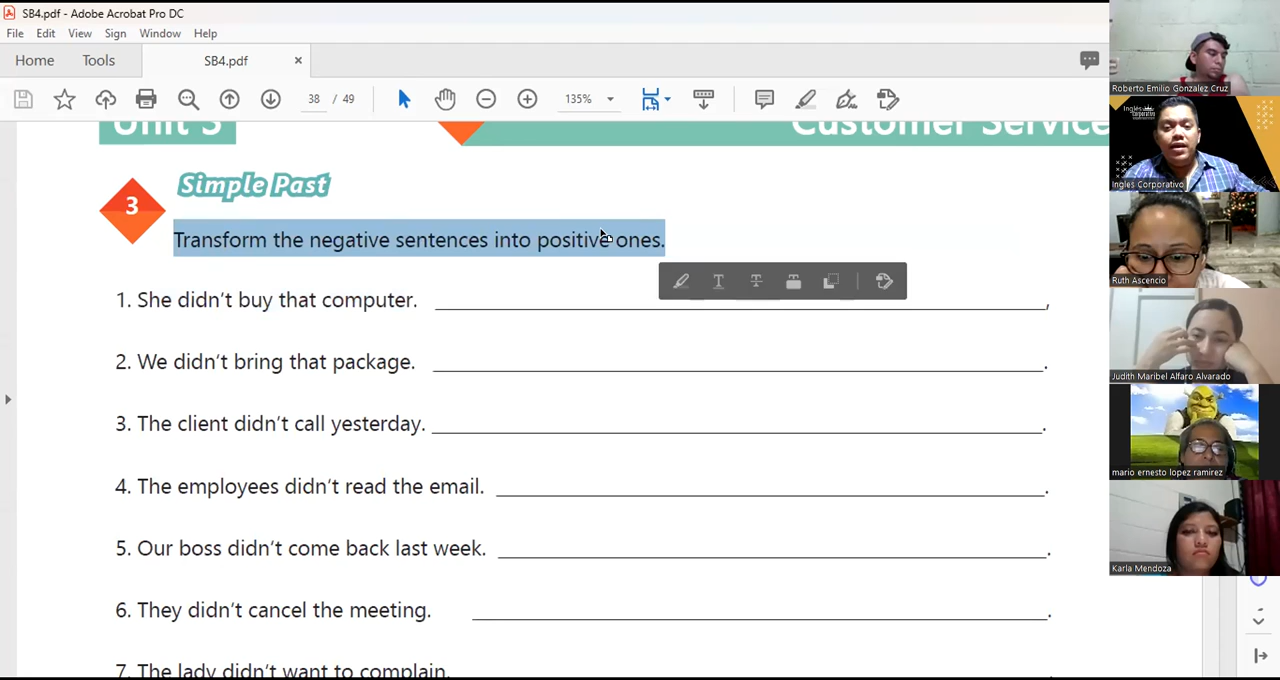 SB4.pdf - Adobe Acrobat Pro DC
File Edit View Sign Window Help
Home Tools SB4.pdf ×
38 / 49 135%
Unit 5 Customer Service
3 Simple Past
Transform the negative sentences into positive ones.
1. She didn't buy that computer. ,
2. We didn't bring that package. .
3. The client didn't call yesterday. .
4. The employees didn't read the email. .
5. Our boss didn't come back last week. .
6. They didn't cancel the meeting. .
7. The lady didn't want to complain.
Roberto Emilio Gonzalez Cruz
Inglés
Corporativo
Ingles Corporativo
Ruth Ascencio
Judith Maribel Alfaro Alvarado
mario ernesto lopez ramirez
Karla Mendoza